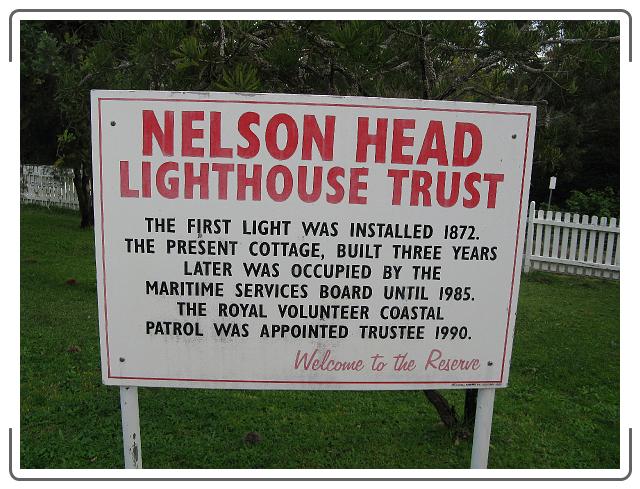 NELSON HEAD
LIGHTHOUSE TRUST
THE FIRST LIGHT WAS INSTALLED 1872.
THE PRESENT COTTAGE, BUILT THREE YEARS
LATER WAS OCCUPIED BY THE
MARITIME SERVICES BOARD UNTIL 1985.
THE ROYAL VOLUNTEER COASTAL
PATROL WAS APPOINTED TRUSTEE 1990.
Welcome to the Reserve